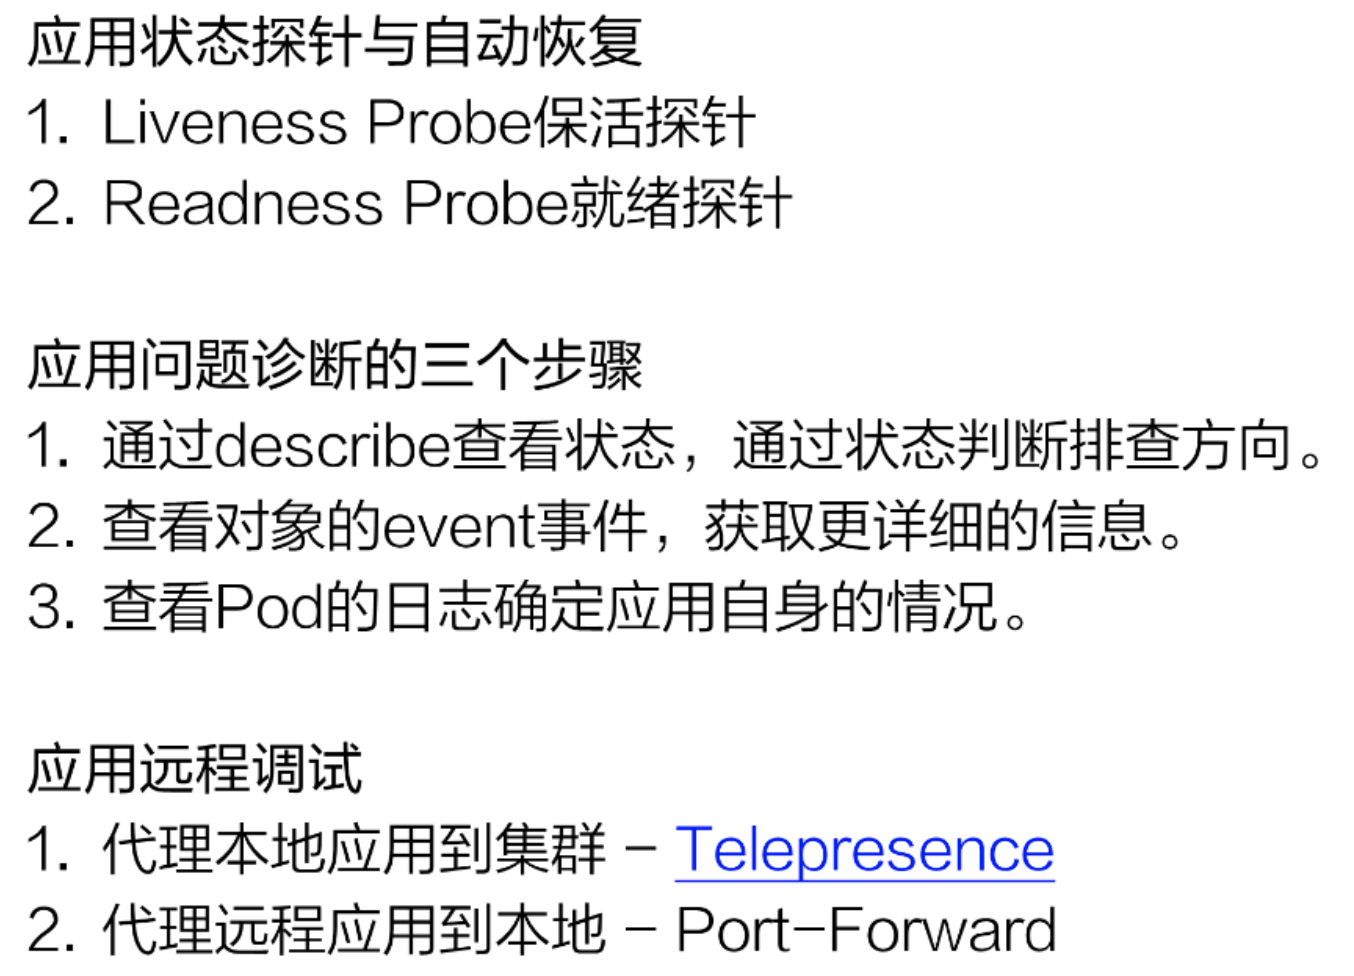 应用状态探针与自动恢复
1. Liveness Probe保活探针
2. Readness Probe就绪探针
应用问题诊断的三个步骤
1. 通过describe查看状态，通过状态判断排查方向。
2. 查看对象的event事件，获取更详细的信息。
3. 查看Pod的日志确定应用自身的情况。
应用远程调试
1. 代理本地应用到集群 – Telepresence
2. 代理远程应用到本地 – Port-Forward